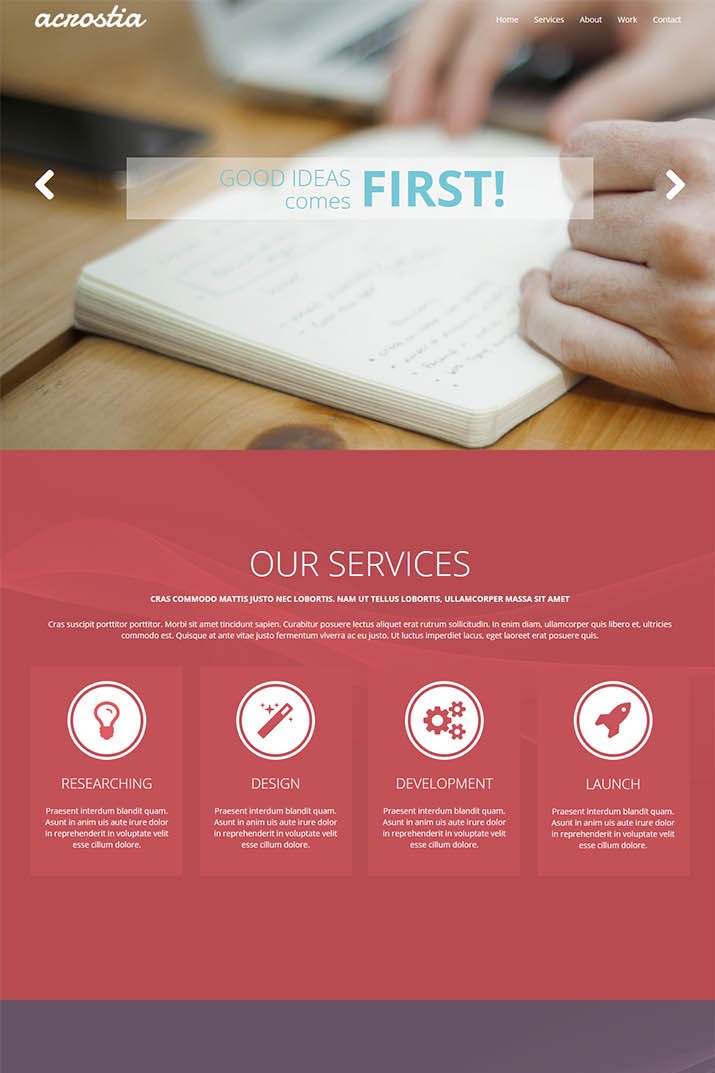 acrostia
Home Services About Work Contact
GOOD IDEAS
comes FIRST!
OUR SERVICES
CRAS COMMODO MATTIS JUSTO NEC LOBORTIS. NAM UT TELLUS LOBORTIS, ULLAMCORPER MASSA SIT AMET
Cras suscipit porttitor porttitor. Morbi sit amet tincidunt sapien. Curabitur posuere lectus aliquet erat rutrum sollicitudin. In enim diam, ullamcorper quis libero et, ultricies
commodo est. Quisque at ante vitae justo fermentum viverra ac eu justo. Ut luctus imperdiet lacus, eget laoreet erat posuere quis.
RESEARCHING
Praesent interdum blandit quam.
Asunt in anim uis aute irure dolor
in reprehenderit in voluptate velit
esse cillum dolore.
DESIGN
Praesent interdum blandit quam.
Asunt in anim uis aute irure dolor
in reprehenderit in voluptate velit
esse cillum dolore.
DEVELOPMENT
Praesent interdum blandit quam.
Asunt in anim uis aute irure dolor
in reprehenderit in voluptate velit
esse cillum dolore.
LAUNCH
Praesent interdum blandit quam.
Asunt in anim uis aute irure dolor
in reprehenderit in voluptate velit
esse cillum dolore.